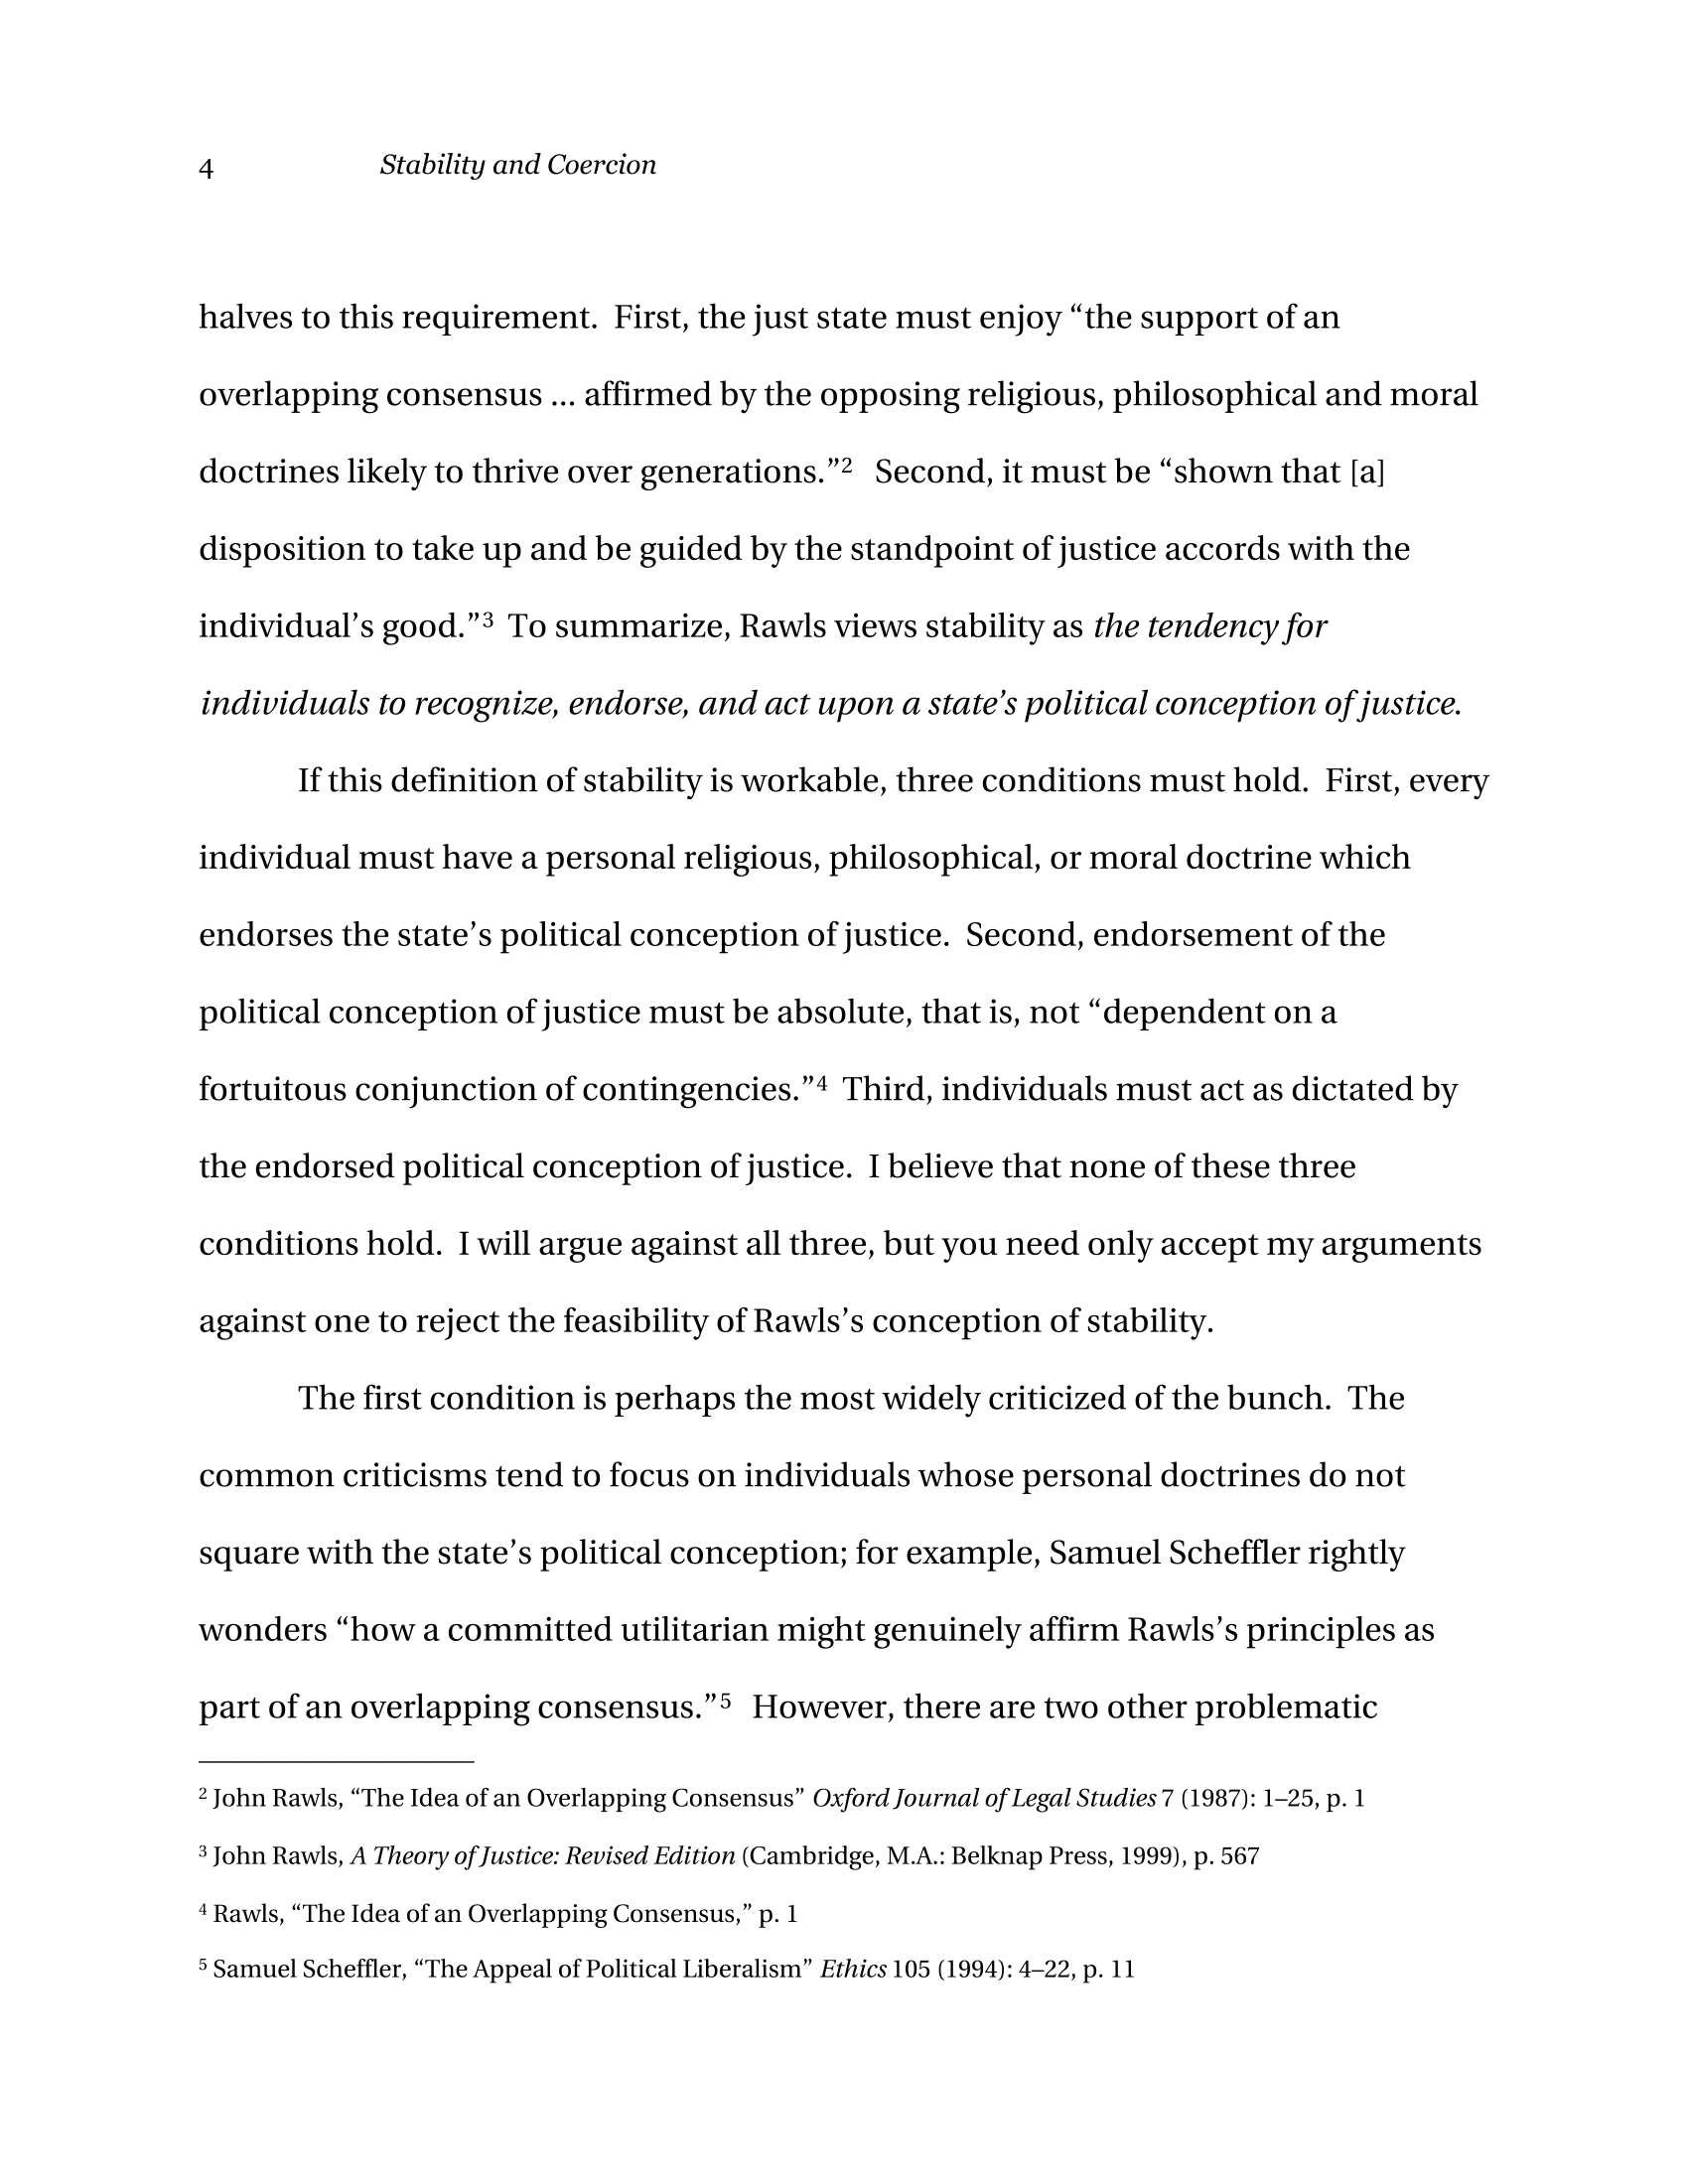 4 Stability and Coercion
halves to this requirement.  First, the just state must enjoy “the support of an
overlapping consensus ... affirmed by the opposing religious, philosophical and moral
doctrines likely to thrive over generations.”²   Second, it must be “shown that [a]
disposition to take up and be guided by the standpoint of justice accords with the
individual’s good.”³  To summarize, Rawls views stability as the tendency for
individuals to recognize, endorse, and act upon a state’s political conception of justice.
If this definition of stability is workable, three conditions must hold.  First, every
individual must have a personal religious, philosophical, or moral doctrine which
endorses the state’s political conception of justice.  Second, endorsement of the
political conception of justice must be absolute, that is, not “dependent on a
fortuitous conjunction of contingencies.”⁴  Third, individuals must act as dictated by
the endorsed political conception of justice.  I believe that none of these three
conditions hold.  I will argue against all three, but you need only accept my arguments
against one to reject the feasibility of Rawls’s conception of stability.
The first condition is perhaps the most widely criticized of the bunch.  The
common criticisms tend to focus on individuals whose personal doctrines do not
square with the state’s political conception; for example, Samuel Scheffler rightly
wonders “how a committed utilitarian might genuinely affirm Rawls’s principles as
part of an overlapping consensus.”⁵   However, there are two other problematic
² John Rawls, “The Idea of an Overlapping Consensus” Oxford Journal of Legal Studies 7 (1987): 1–25, p. 1
³ John Rawls, A Theory of Justice: Revised Edition (Cambridge, M.A.: Belknap Press, 1999), p. 567
⁴ Rawls, “The Idea of an Overlapping Consensus,” p. 1
⁵ Samuel Scheffler, “The Appeal of Political Liberalism” Ethics 105 (1994): 4–22, p. 11